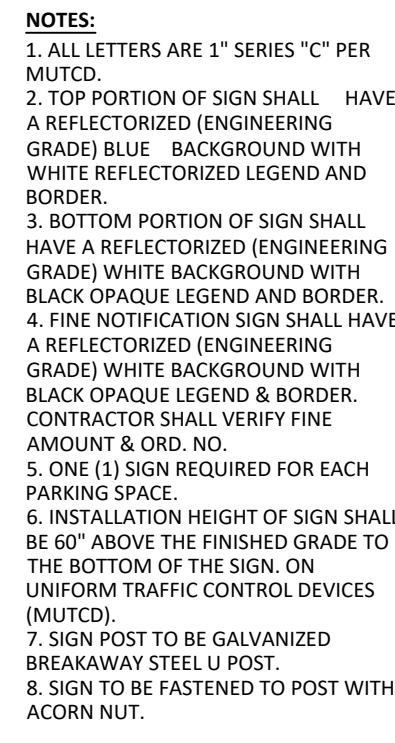 NOTES:
1. ALL LETTERS ARE 1" SERIES "C" PER
MUTCD.
2. TOP PORTION OF SIGN SHALL HAVE
A REFLECTORIZED (ENGINEERING
GRADE) BLUE BACKGROUND WITH
WHITE REFLECTORIZED LEGEND AND
BORDER.
3. BOTTOM PORTION OF SIGN SHALL
HAVE A REFLECTORIZED (ENGINEERING
GRADE) WHITE BACKGROUND WITH
BLACK OPAQUE LEGEND AND BORDER.
4. FINE NOTIFICATION SIGN SHALL HAVE
A REFLECTORIZED (ENGINEERING
GRADE) WHITE BACKGROUND WITH
BLACK OPAQUE LEGEND & BORDER.
CONTRACTOR SHALL VERIFY FINE
AMOUNT & ORD. NO.
5. ONE (1) SIGN REQUIRED FOR EACH
PARKING SPACE.
6. INSTALLATION HEIGHT OF SIGN SHALL
BE 60" ABOVE THE FINISHED GRADE TO
THE BOTTOM OF THE SIGN. ON
UNIFORM TRAFFIC CONTROL DEVICES
(MUTCD).
7. SIGN POST TO BE GALVANIZED
BREAKAWAY STEEL U POST.
8. SIGN TO BE FASTENED TO POST WITH
ACORN NUT.